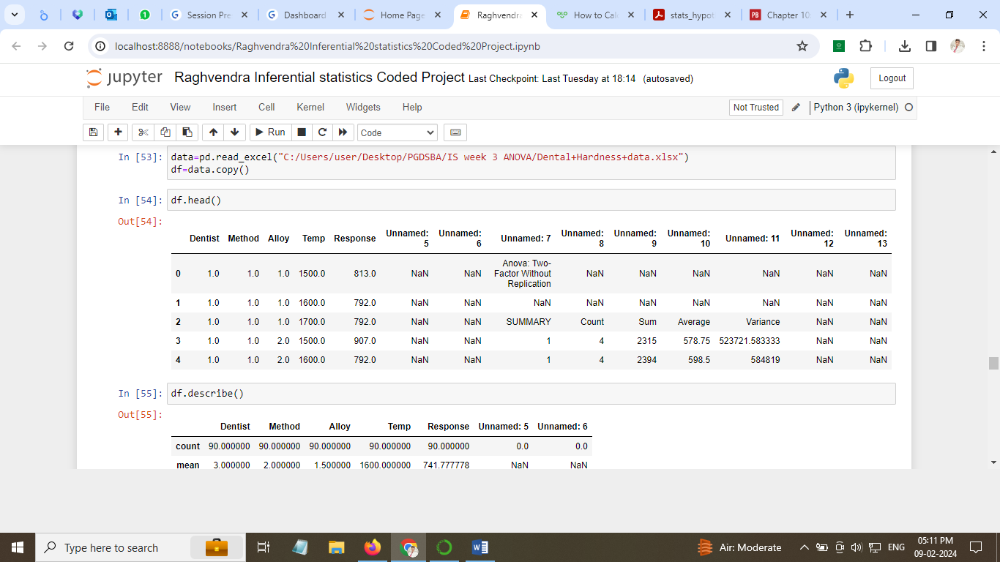 Session Pre
Dashboard
Home Page
Raghvendra
How to Cal
stats_hypot
Chapter 10
localhost:8888/notebooks/Raghvendra%20Inferential%20statistics%20Coded%20Project.ipynb
jupyter Raghvendra Inferential statistics Coded Project Last Checkpoint: Last Tuesday at 18:14 (autosaved)
Logout
File Edit View Insert Cell Kernel Widgets Help
Not Trusted
Python 3 (ipykernel)
Run
Code
In [53]: data=pd.read_excel("C:/Users/user/Desktop/PGDSBA/IS week 3 ANOVA/Dental+Hardness+data.xlsx")
df=data.copy()
In [54]: df.head()
Out[54]:
Dentist Method Alloy Temp Response Unnamed: 5 Unnamed: 6 Unnamed: 7 Unnamed: 8 Unnamed: 9 Unnamed: 10 Unnamed: 11 Unnamed: 12 Unnamed: 13
0 1.0 1.0 1.0 1500.0 813.0 NaN NaN Anova: Two-Factor Without Replication NaN NaN NaN NaN NaN NaN
1 1.0 1.0 1.0 1600.0 792.0 NaN NaN NaN NaN NaN NaN NaN NaN NaN
2 1.0 1.0 1.0 1700.0 792.0 NaN NaN SUMMARY Count Sum Average Variance NaN NaN
3 1.0 1.0 2.0 1500.0 907.0 NaN NaN 1 4 2315 578.75 523721.583333 NaN NaN
4 1.0 1.0 2.0 1600.0 792.0 NaN NaN 1 4 2394 598.5 584819 NaN NaN
In [55]: df.describe()
Out[55]:
Dentist Method Alloy Temp Response Unnamed: 5 Unnamed: 6
count 90.000000 90.000000 90.000000 90.000000 90.000000 0.0 0.0
mean 3.000000 2.000000 1.500000 1600.000000 741.777778 NaN NaN
Type here to search
Air: Moderate
ENG
05:11 PM
09-02-2024